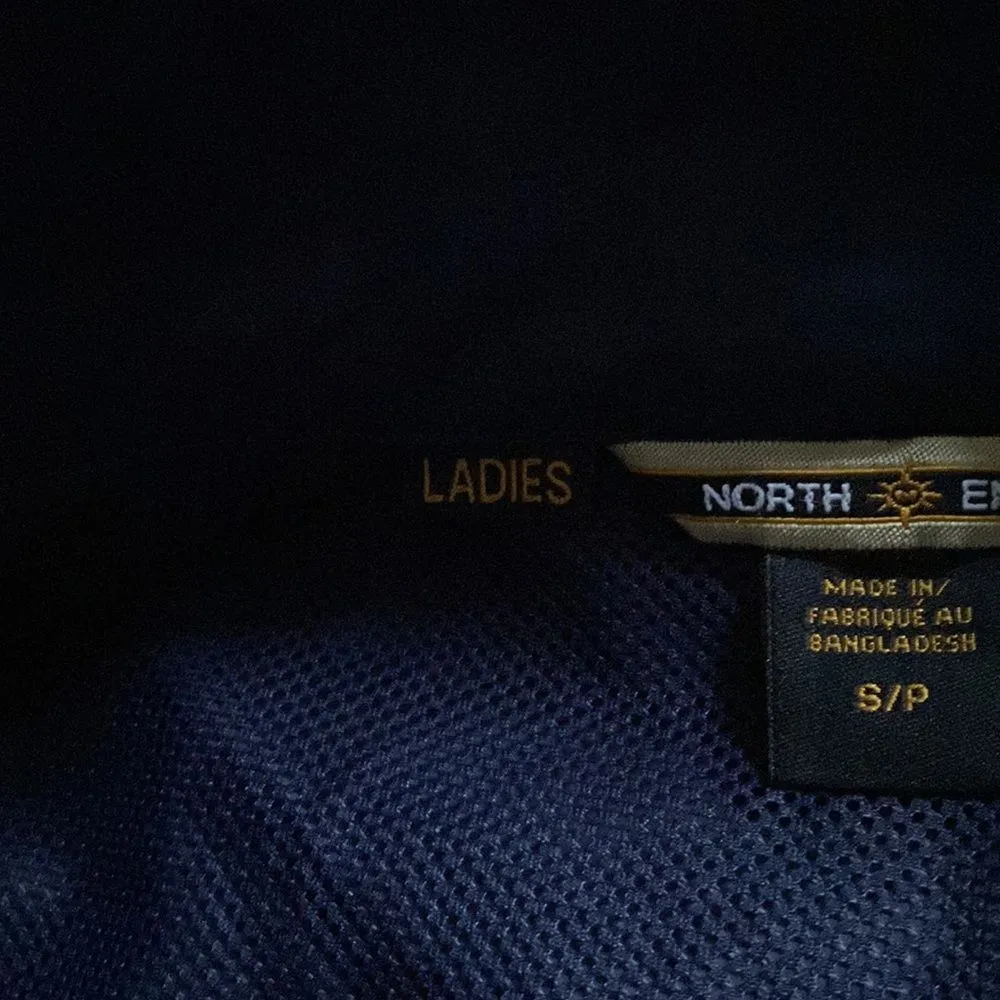 LADIES
NORTH
MADE IN/
FABRIQUÉ AU
BANGLADESH
S/P